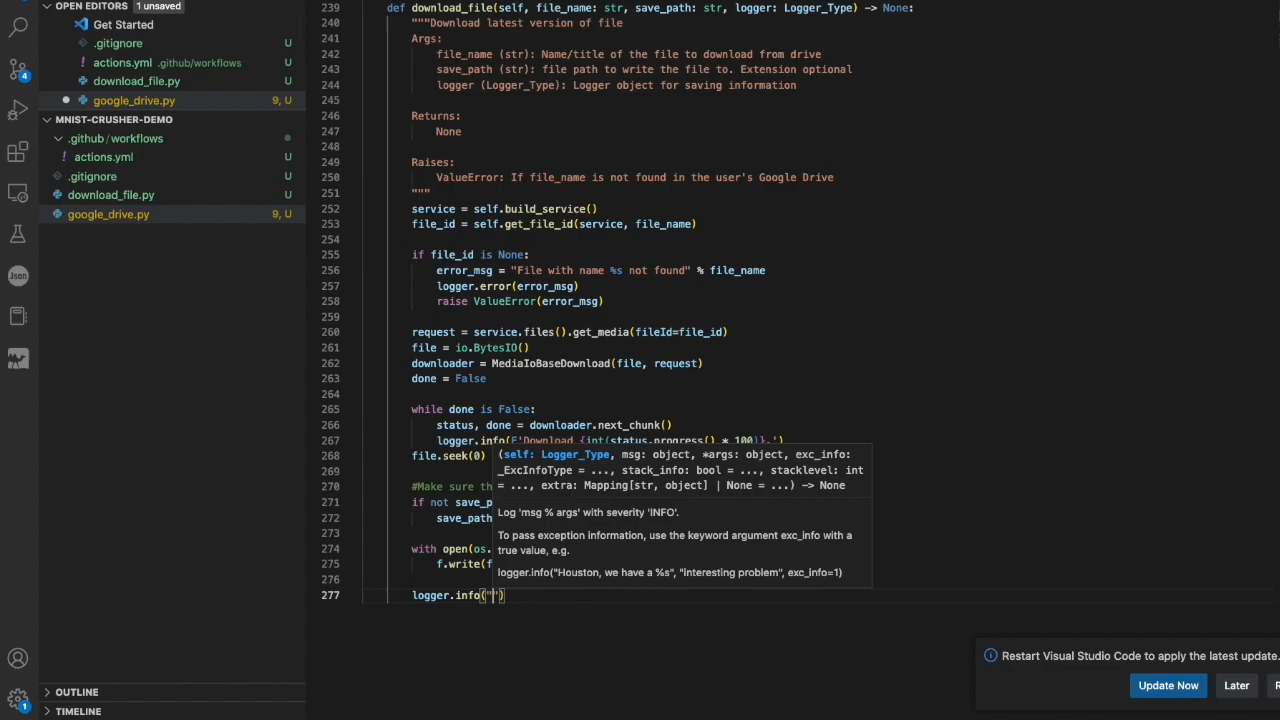 OPEN EDITORS 1 unsaved
Get Started
.gitignore U
actions.yml .github/workflows U
download_file.py U
google_drive.py 9, U
MNIST-CRUSHER-DEMO
.github / workflows
actions.yml U
.gitignore U
download_file.py U
google_drive.py 9, U
4
Json
1
OUTLINE
TIMELINE
239 def download_file(self, file_name: str, save_path: str, logger: Logger_Type) -> None:
240 """Download latest version of file
241 Args:
242 file_name (str): Name/title of the file to download from drive
243 save_path (str): file path to write the file to. Extension optional
244 logger (Logger_Type): Logger object for saving information
245
246 Returns:
247 None
248
249 Raises:
250 ValueError: If file_name is not found in the user's Google Drive
251 """
252 service = self.build_service()
253 file_id = self.get_file_id(service, file_name)
254
255 if file_id is None:
256 error_msg = "File with name %s not found" % file_name
257 logger.error(error_msg)
258 raise ValueError(error_msg)
259
260 request = service.files().get_media(fileId=file_id)
261 file = io.BytesIO()
262 downloader = MediaIoBaseDownload(file, request)
263 done = False
264
265 while done is False:
266 status, done = downloader.next_chunk()
267 logger.info(F'Download {int(status.progress() * 100)}.')
268 file.seek(0)
269
270 #Make sure th
271 if not save_p
272 save_path
273
274 with open(os.
275 f.write(f
276
277 logger.info("")
(self: Logger_Type, msg: object, *args: object, exc_info:
_ExcInfoType = ..., stack_info: bool = ..., stacklevel: int
= ..., extra: Mapping[str, object] | None = ...) -> None
Log 'msg % args' with severity 'INFO'.
To pass exception information, use the keyword argument exc_info with a
true value, e.g.
logger.info("Houston, we have a %s", "interesting problem", exc_info=1)
Restart Visual Studio Code to apply the latest update.
Update Now Later R